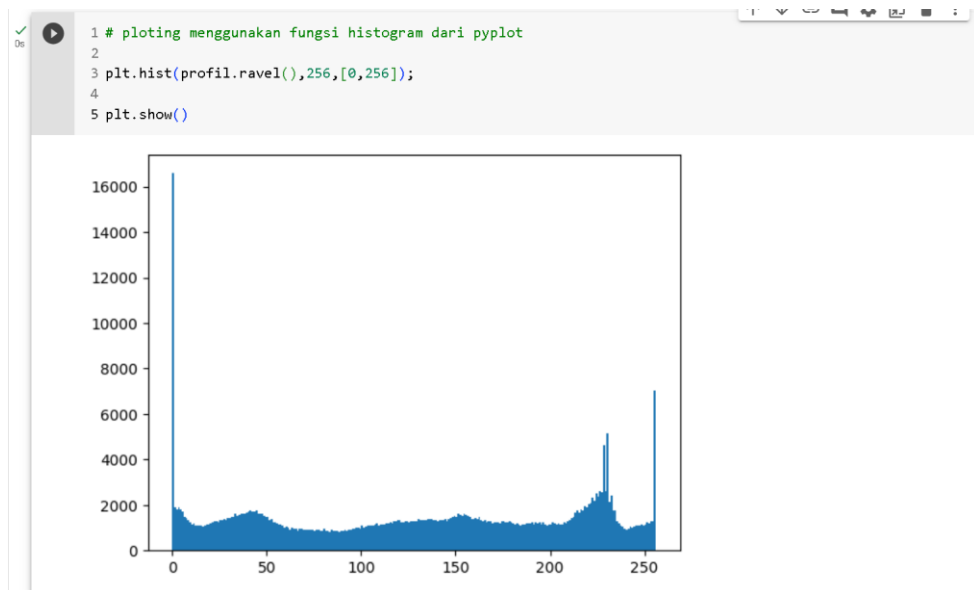 0s
1 # ploting menggunakan fungsi histogram dari pyplot
2
3 plt.hist(profil.ravel(),256,[0,256]);
4
5 plt.show()
16000
14000
12000
10000
8000
6000
4000
2000
0
0 50 100 150 200 250